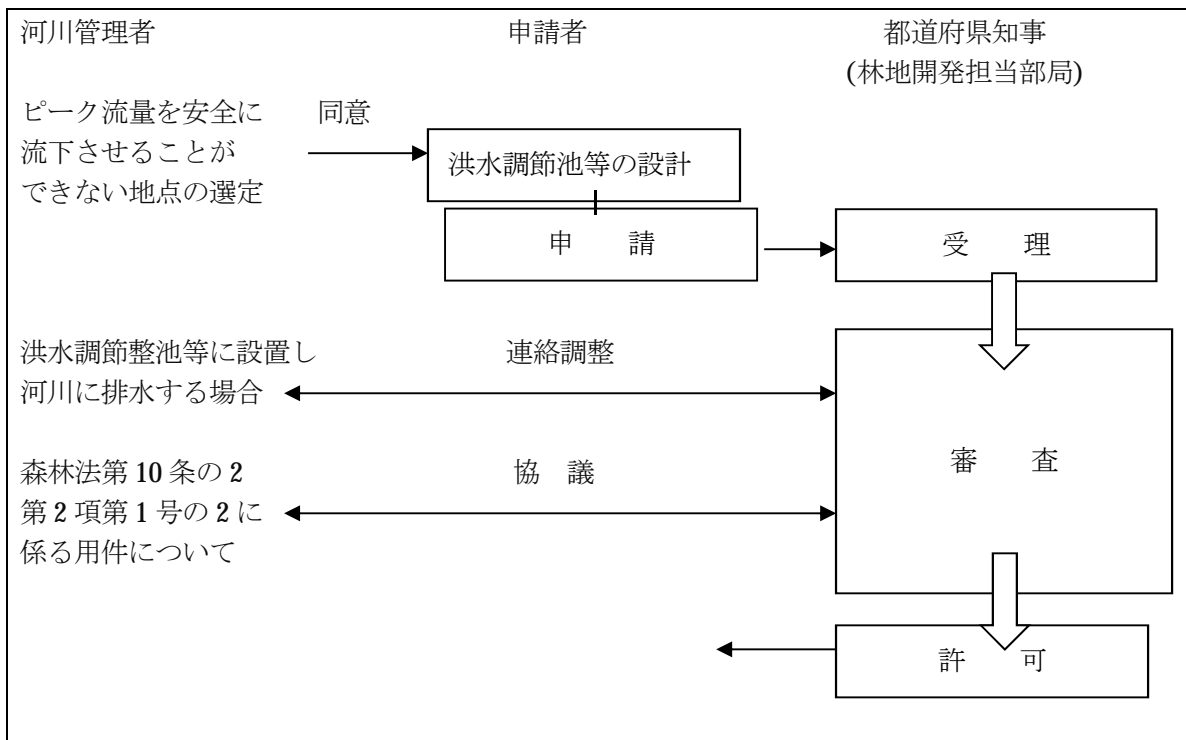 河川管理者 申請者 都道府県知事
(林地開発担当部局)
ピーク流量を安全に 同意
流下させることが
できない地点の選定
洪水調節池等の設計
申 請
受 理
洪水調節整池等に設置し 連絡調整
河川に排水する場合
審 査
森林法第 10 条の 2 協 議
第 2 項第 1 号の 2 に
係る用件について
許 可